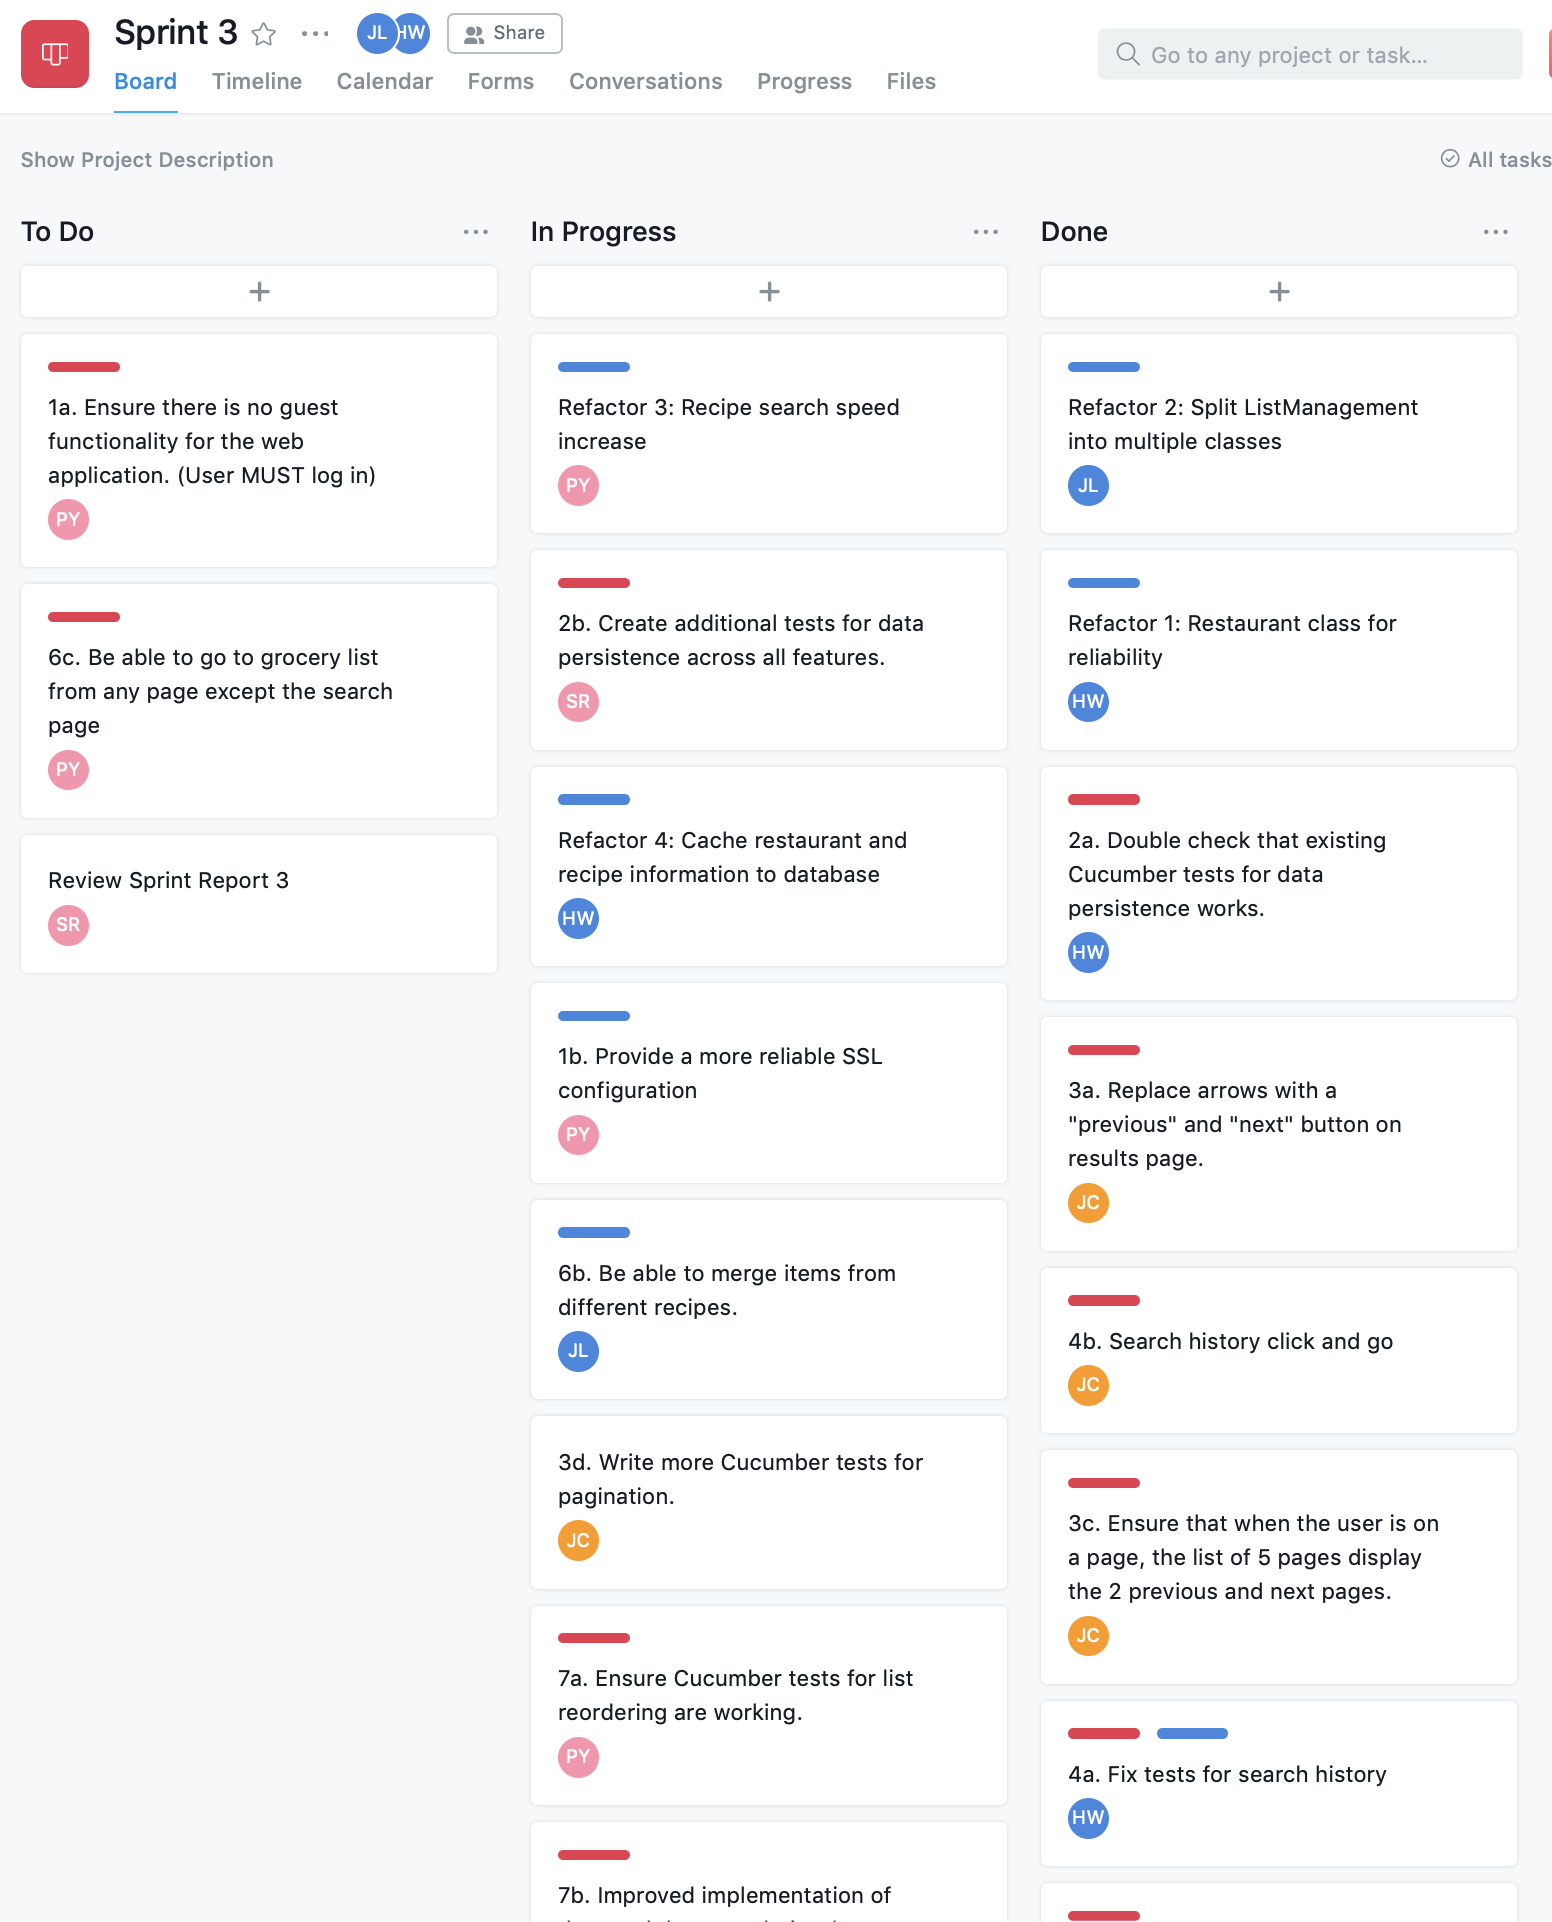 Sprint 3
JL
HW
Share
Go to any project or task...
Board
Timeline
Calendar
Forms
Conversations
Progress
Files
Show Project Description
All tasks
To Do
1a. Ensure there is no guest
functionality for the web
application. (User MUST log in)
PY
6c. Be able to go to grocery list
from any page except the search
page
PY
Review Sprint Report 3
SR
In Progress
Refactor 3: Recipe search speed
increase
PY
2b. Create additional tests for data
persistence across all features.
SR
Refactor 4: Cache restaurant and
recipe information to database
HW
1b. Provide a more reliable SSL
configuration
PY
6b. Be able to merge items from
different recipes.
JL
3d. Write more Cucumber tests for
pagination.
JC
7a. Ensure Cucumber tests for list
reordering are working.
PY
7b. Improved implementation of
Done
Refactor 2: Split ListManagement
into multiple classes
JL
Refactor 1: Restaurant class for
reliability
HW
2a. Double check that existing
Cucumber tests for data
persistence works.
HW
3a. Replace arrows with a
"previous" and "next" button on
results page.
JC
4b. Search history click and go
JC
3c. Ensure that when the user is on
a page, the list of 5 pages display
the 2 previous and next pages.
JC
4a. Fix tests for search history
HW